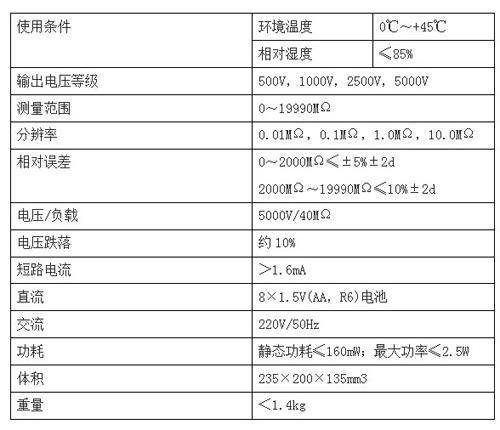 使用条件 环境温度 0℃～+45℃
相对湿度 ≤85%
输出电压等级 500V，1000V，2500V，5000V
测量范围 0～19990MΩ
分辨率 0.01MΩ，0.1MΩ，1.0MΩ，10.0MΩ
相对误差 0～2000MΩ≤±5%±2d
2000MΩ～19990MΩ≤10%±2d
电压/负载 5000V/40MΩ
电压跌落 约10%
短路电流 ＞1.6mA
直流 8×1.5V(AA，R6)电池
交流 220V/50Hz
功耗 静态功耗≤160mW；最大功率≤2.5W
体积 235×200×135mm3
重量 ＜1.4kg